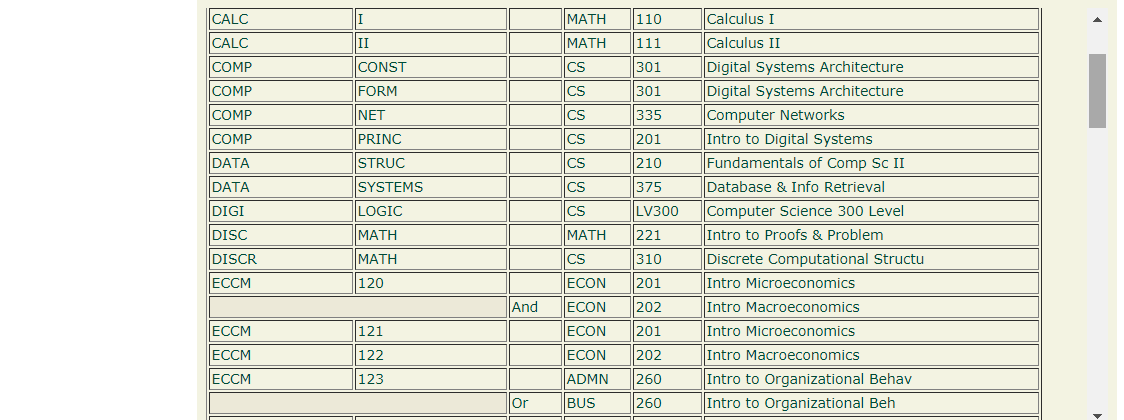 CALC I MATH 110 Calculus I
CALC II MATH 111 Calculus II
COMP CONST CS 301 Digital Systems Architecture
COMP FORM CS 301 Digital Systems Architecture
COMP NET CS 335 Computer Networks
COMP PRINC CS 201 Intro to Digital Systems
DATA STRUC CS 210 Fundamentals of Comp Sc II
DATA SYSTEMS CS 375 Database & Info Retrieval
DIGI LOGIC CS LV300 Computer Science 300 Level
DISC MATH MATH 221 Intro to Proofs & Problem
DISCR MATH CS 310 Discrete Computational Structu
ECCM 120 ECON 201 Intro Microeconomics
And ECON 202 Intro Macroeconomics
ECCM 121 ECON 201 Intro Microeconomics
ECCM 122 ECON 202 Intro Macroeconomics
ECCM 123 ADMN 260 Intro to Organizational Behav
Or BUS 260 Intro to Organizational Beh